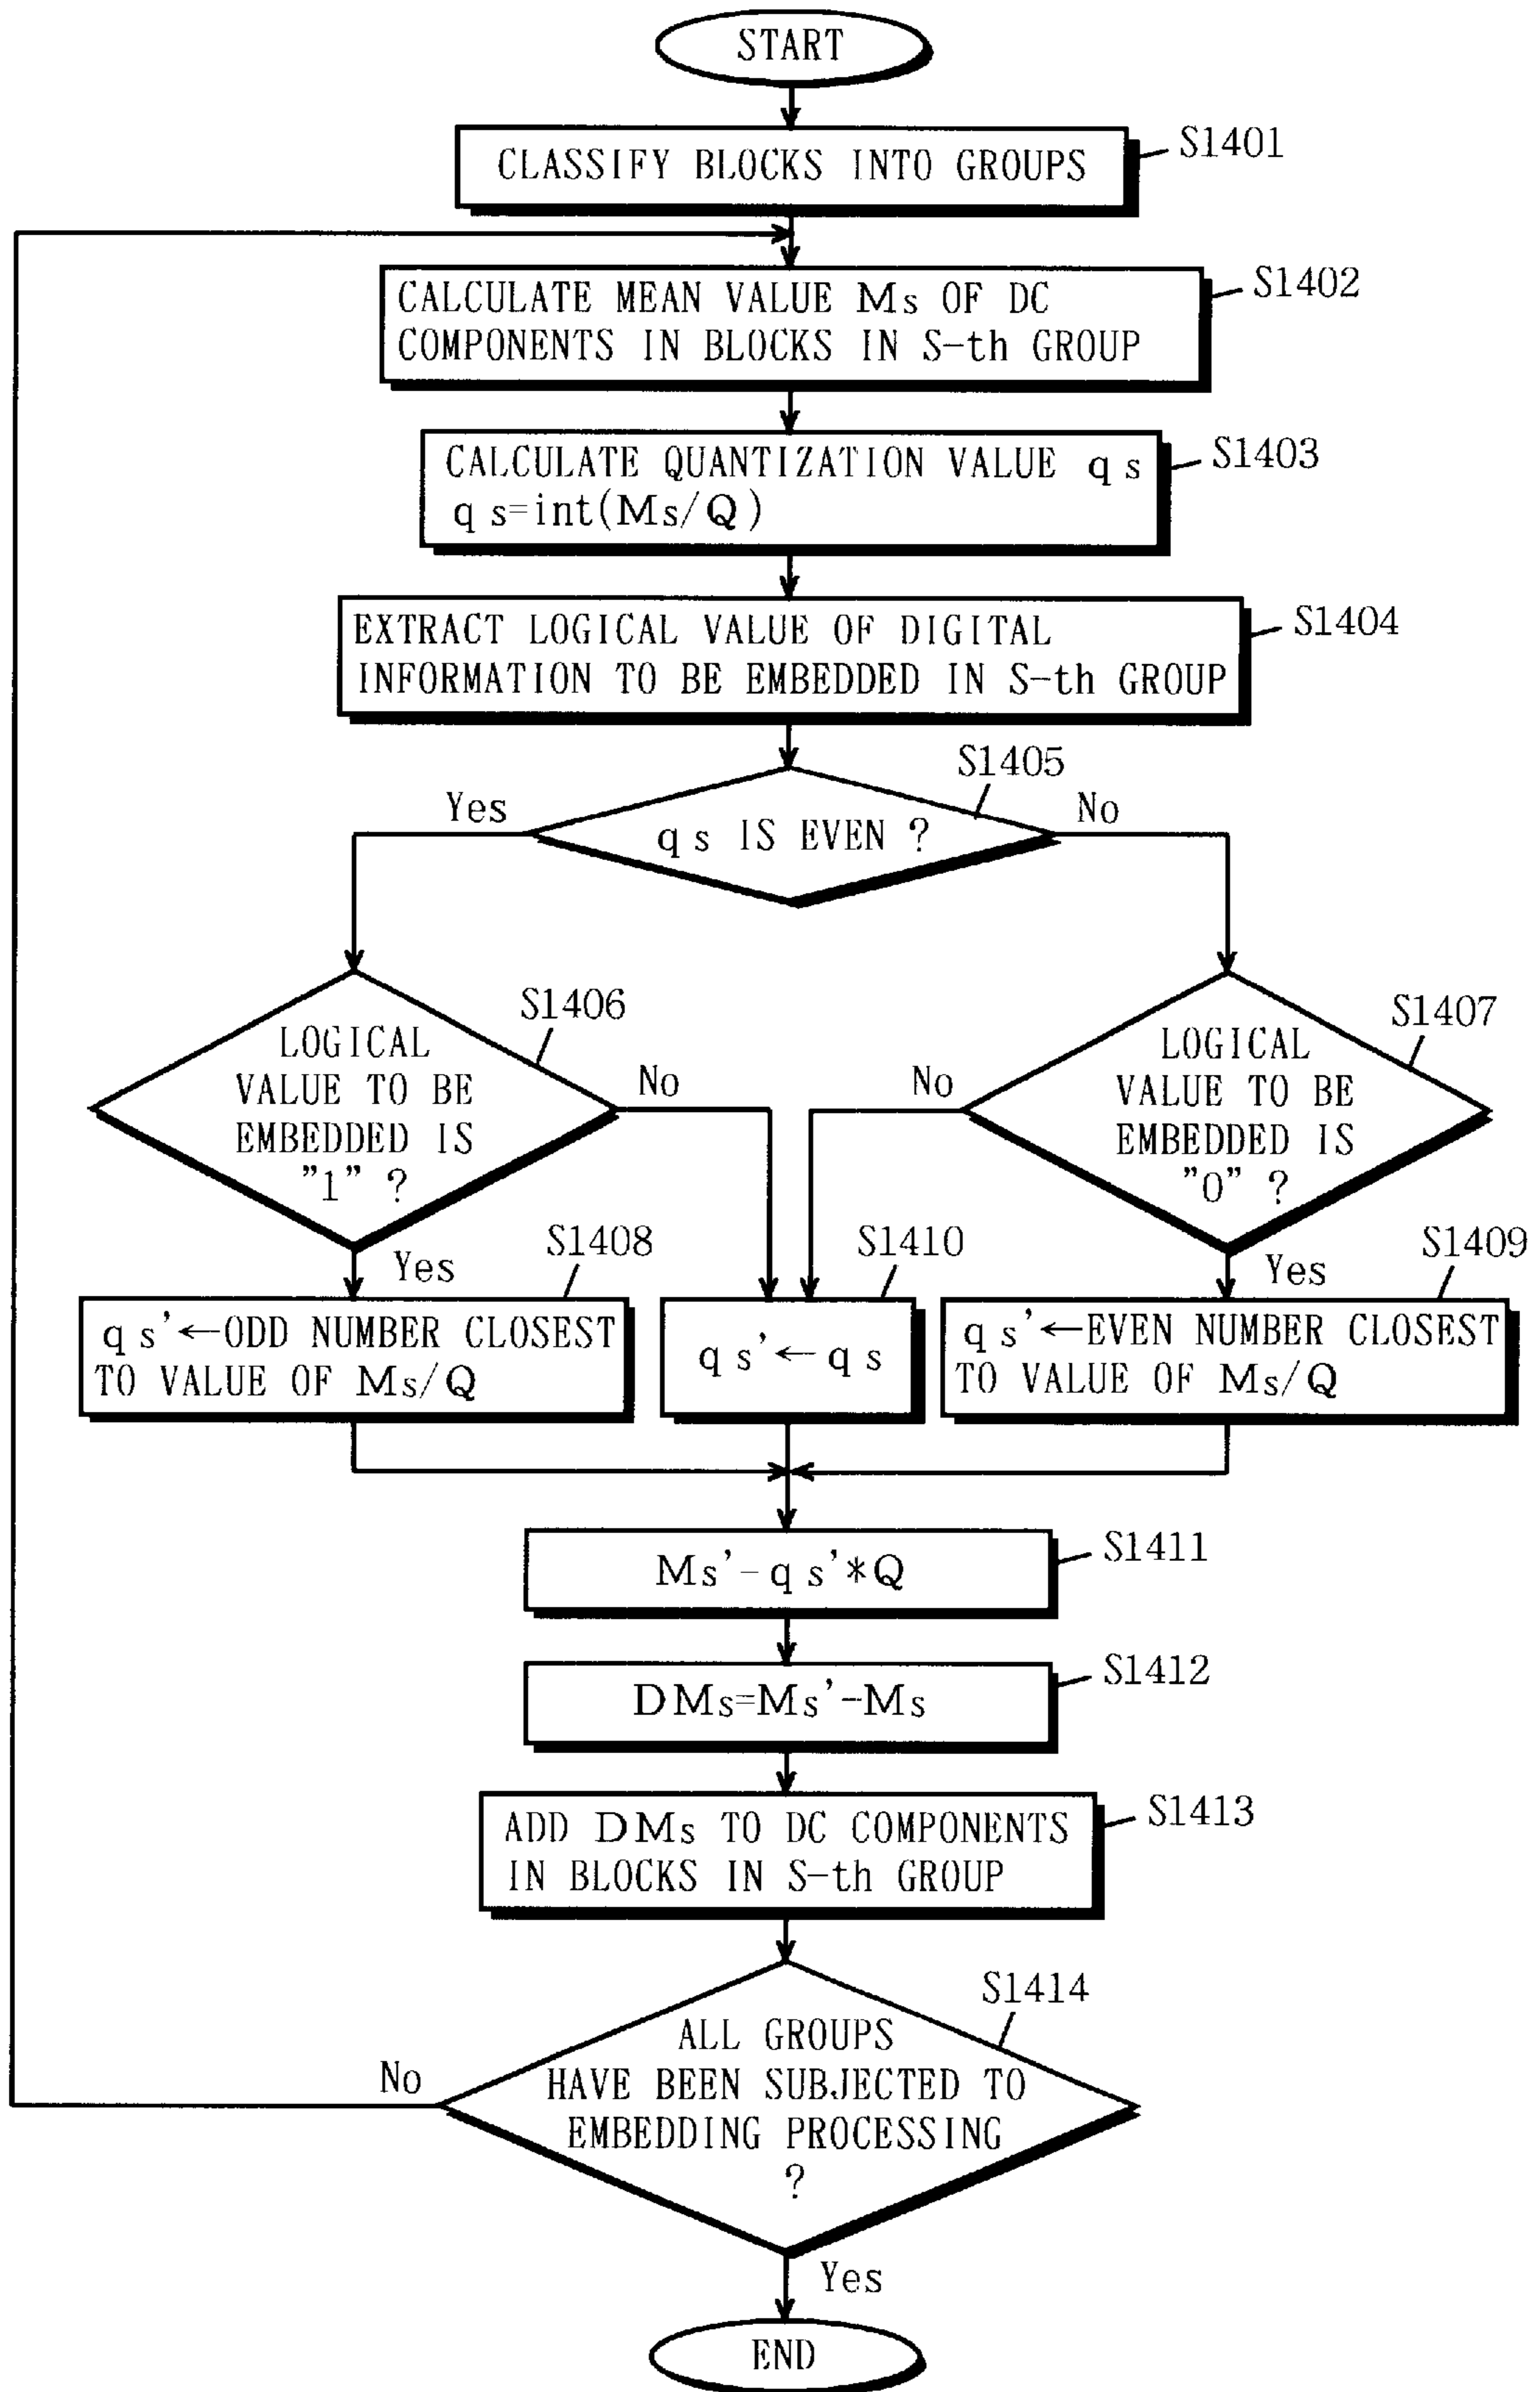 START
CLASSIFY BLOCKS INTO GROUPS
S1401
CALCULATE MEAN VALUE Ms OF DC
COMPONENTS IN BLOCKS IN S-th GROUP
S1402
CALCULATE QUANTIZATION VALUE qs
qs=int(Ms/Q)
S1403
EXTRACT LOGICAL VALUE OF DIGITAL
INFORMATION TO BE EMBEDDED IN S-th GROUP
S1404
S1405
Yes
qs IS EVEN ?
No
S1406
LOGICAL
VALUE TO BE
EMBEDDED IS
"1" ?
No
S1407
LOGICAL
VALUE TO BE
EMBEDDED IS
"0" ?
No
Yes
S1408
qs'←ODD NUMBER CLOSEST
TO VALUE OF Ms/Q
S1410
qs'←qs
Yes
S1409
qs'←EVEN NUMBER CLOSEST
TO VALUE OF Ms/Q
Ms'-qs'*Q
S1411
DMs=Ms'-Ms
S1412
ADD DMs TO DC COMPONENTS
IN BLOCKS IN S-th GROUP
S1413
S1414
ALL GROUPS
HAVE BEEN SUBJECTED TO
EMBEDDING PROCESSING
?
No
Yes
END